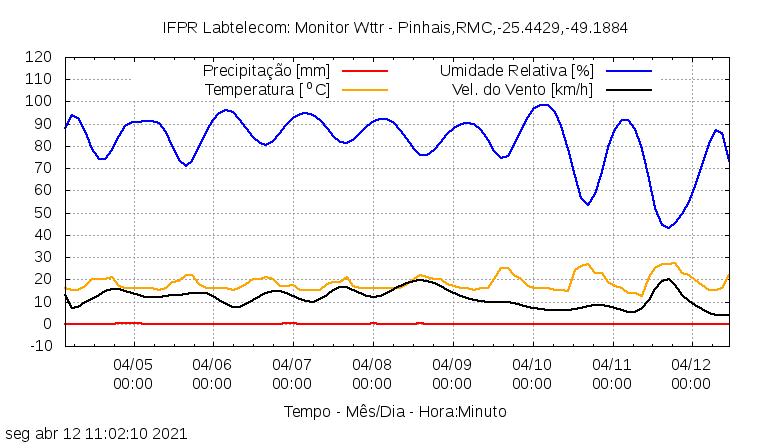 IFPR Labtelecom: Monitor Wttr - Pinhais,RMC,-25.4429,-49.1884
Precipitação [mm] Umidade Relativa [%]
Temperatura [⁰C] Vel. do Vento [km/h]
120
110
100
90
80
70
60
50
40
30
20
10
0
-10
04/05 04/06 04/07 04/08 04/09 04/10 04/11 04/12
00:00 00:00 00:00 00:00 00:00 00:00 00:00 00:00
Tempo - Mês/Dia - Hora:Minuto
seg abr 12 11:02:10 2021